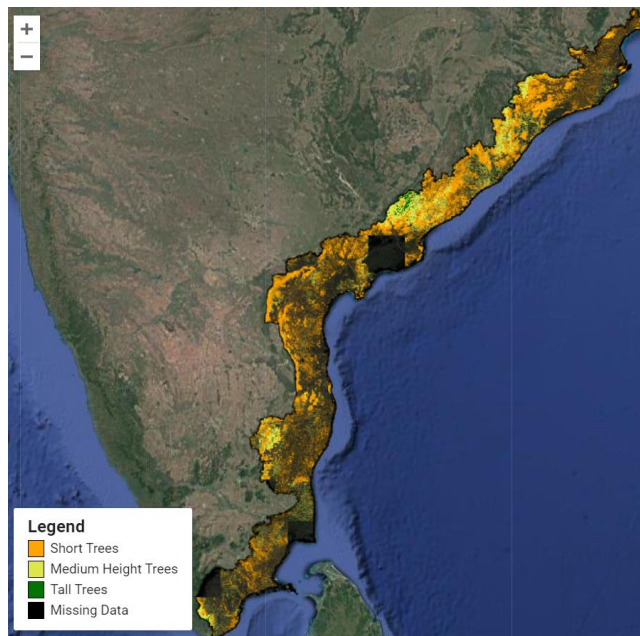 +
−
Legend
Short Trees
Medium Height Trees
Tall Trees
Missing Data